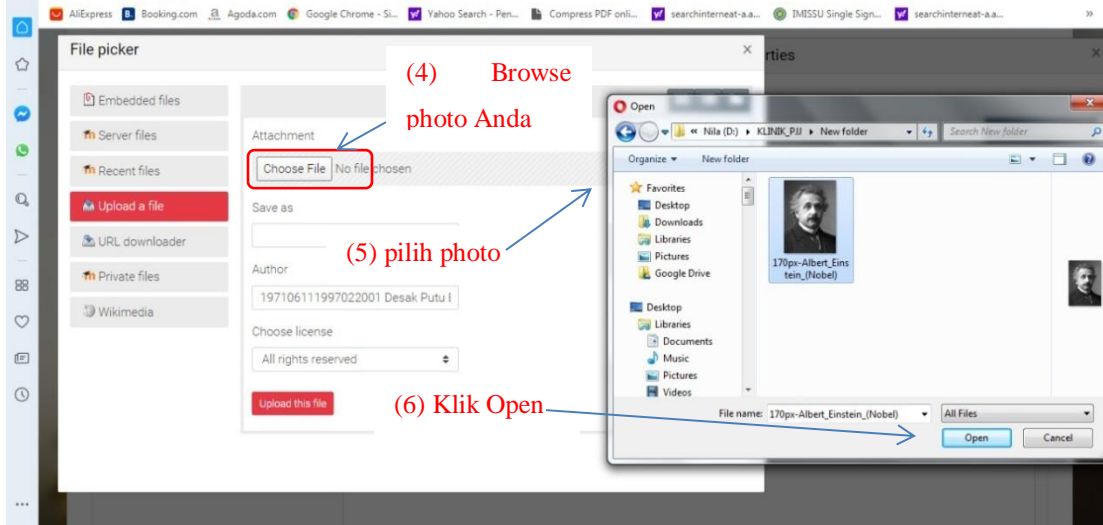 AliExpress
Booking.com
Agoda.com
Google Chrome - Si...
Yahoo Search - Pen...
Compress PDF onli...
searchinterneat-a.a...
IMISSU Single Sign...
searchinterneat-a.a...
»
File picker
×
rties
×
(4) Browse
photo Anda
Embedded files
Server files
Recent files
Upload a file
URL downloader
Private files
Wikimedia
Attachment
Choose File No file chosen
Save as
(5) pilih photo
Author
197106111997022001 Desak Putu
Choose license
All rights reserved
Upload this file
(6) Klik Open
Open
« Nila (D:) ▸ KLINIK_PJJ ▸ New folder
Search New folder
Organize ▾ New folder
Favorites
Desktop
Downloads
Libraries
Pictures
Google Drive
Desktop
Libraries
Documents
Music
Pictures
Videos
170px-Albert_Eins
tein_(Nobel)
File name: 170px-Albert_Einstein_(Nobel)
All Files
Open
Cancel